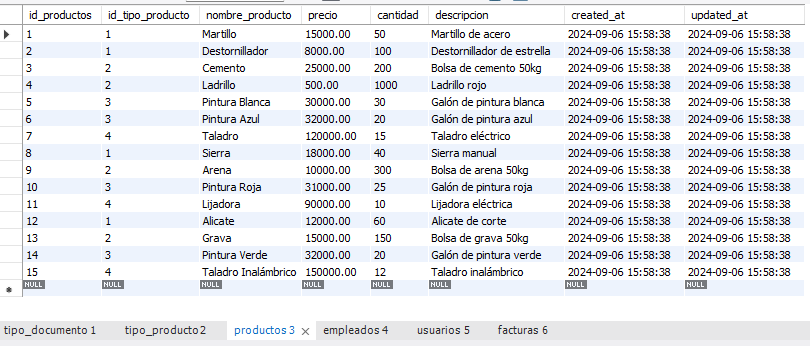 id_productos id_tipo_producto nombre_producto precio cantidad descripcion created_at updated_at
1 1 Martillo 15000.00 50 Martillo de acero 2024-09-06 15:58:38 2024-09-06 15:58:38
2 1 Destornillador 8000.00 100 Destornillador de estrella 2024-09-06 15:58:38 2024-09-06 15:58:38
3 2 Cemento 25000.00 200 Bolsa de cemento 50kg 2024-09-06 15:58:38 2024-09-06 15:58:38
4 2 Ladrillo 500.00 1000 Ladrillo rojo 2024-09-06 15:58:38 2024-09-06 15:58:38
5 3 Pintura Blanca 30000.00 30 Galón de pintura blanca 2024-09-06 15:58:38 2024-09-06 15:58:38
6 3 Pintura Azul 32000.00 20 Galón de pintura azul 2024-09-06 15:58:38 2024-09-06 15:58:38
7 4 Taladro 120000.00 15 Taladro eléctrico 2024-09-06 15:58:38 2024-09-06 15:58:38
8 1 Sierra 18000.00 40 Sierra manual 2024-09-06 15:58:38 2024-09-06 15:58:38
9 2 Arena 10000.00 300 Bolsa de arena 50kg 2024-09-06 15:58:38 2024-09-06 15:58:38
10 3 Pintura Roja 31000.00 25 Galón de pintura roja 2024-09-06 15:58:38 2024-09-06 15:58:38
11 4 Lijadora 90000.00 10 Lijadora eléctrica 2024-09-06 15:58:38 2024-09-06 15:58:38
12 1 Alicate 12000.00 60 Alicate de corte 2024-09-06 15:58:38 2024-09-06 15:58:38
13 2 Grava 15000.00 150 Bolsa de grava 50kg 2024-09-06 15:58:38 2024-09-06 15:58:38
14 3 Pintura Verde 32000.00 20 Galón de pintura verde 2024-09-06 15:58:38 2024-09-06 15:58:38
15 4 Taladro Inalámbrico 150000.00 12 Taladro inalámbrico 2024-09-06 15:58:38 2024-09-06 15:58:38
NULL NULL NULL NULL NULL NULL NULL NULL
tipo_documento 1 tipo_producto 2 productos 3 empleados 4 usuarios 5 facturas 6